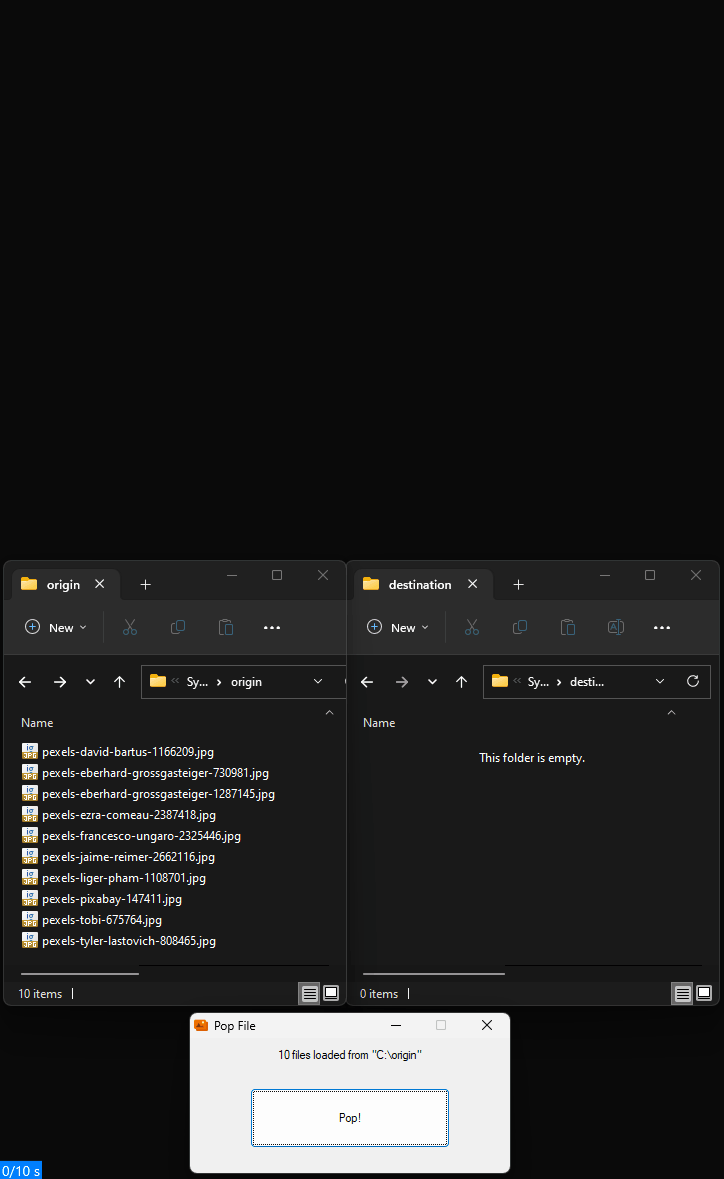 origin
New
Sy... › origin
Name
pexels-david-bartus-1166209.jpg
pexels-eberhard-grossgasteiger-730981.jpg
pexels-eberhard-grossgasteiger-1287145.jpg
pexels-ezra-comeau-2387418.jpg
pexels-francesco-ungaro-2325446.jpg
pexels-jaime-reimer-2662116.jpg
pexels-liger-pham-1108701.jpg
pexels-pixabay-147411.jpg
pexels-tobi-675764.jpg
pexels-tyler-lastovich-808465.jpg
10 items
destination
New
Sy... › desti...
Name
This folder is empty.
0 items
Pop File
10 files loaded from "C:\origin"
Pop!
0/10 s